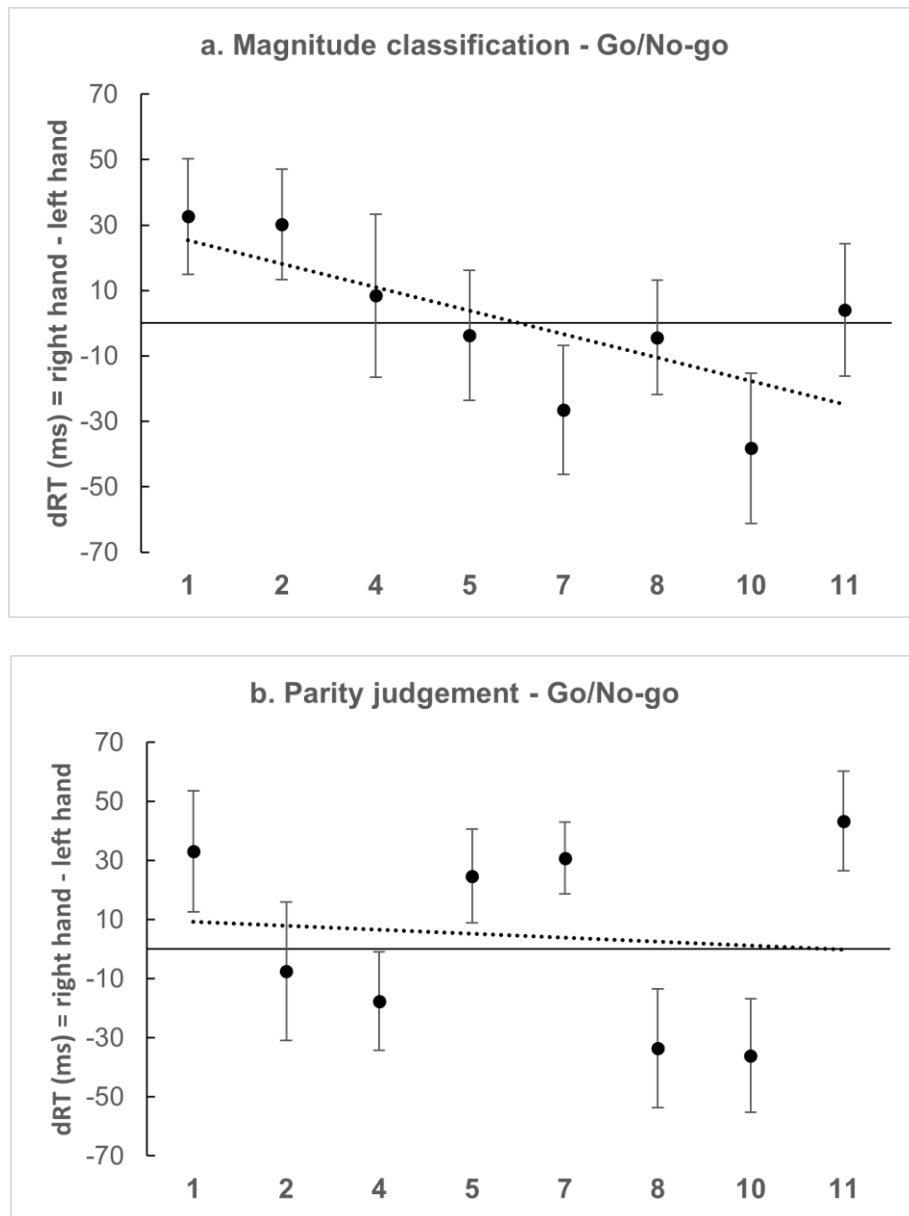 a. Magnitude classification - Go/No-go
dRT (ms) = right hand - left hand
70
50
30
10
-10
-30
-50
-70
1 2 4 5 7 8 10 11
b. Parity judgement - Go/No-go
dRT (ms) = right hand - left hand
70
50
30
10
-10
-30
-50
-70
1 2 4 5 7 8 10 11